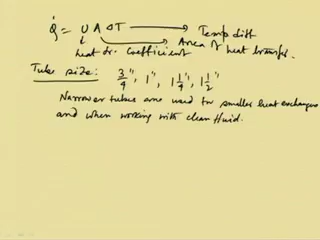 Q̇ = U A ΔT → Temp diff
→ Area of heat transfer.
heat tr. coefficient
Tube side: 3/4", 1", 1 1/4", 1 1/2"
Narrower tubes are used for smaller heat exchangers
and when working with clean fluid.